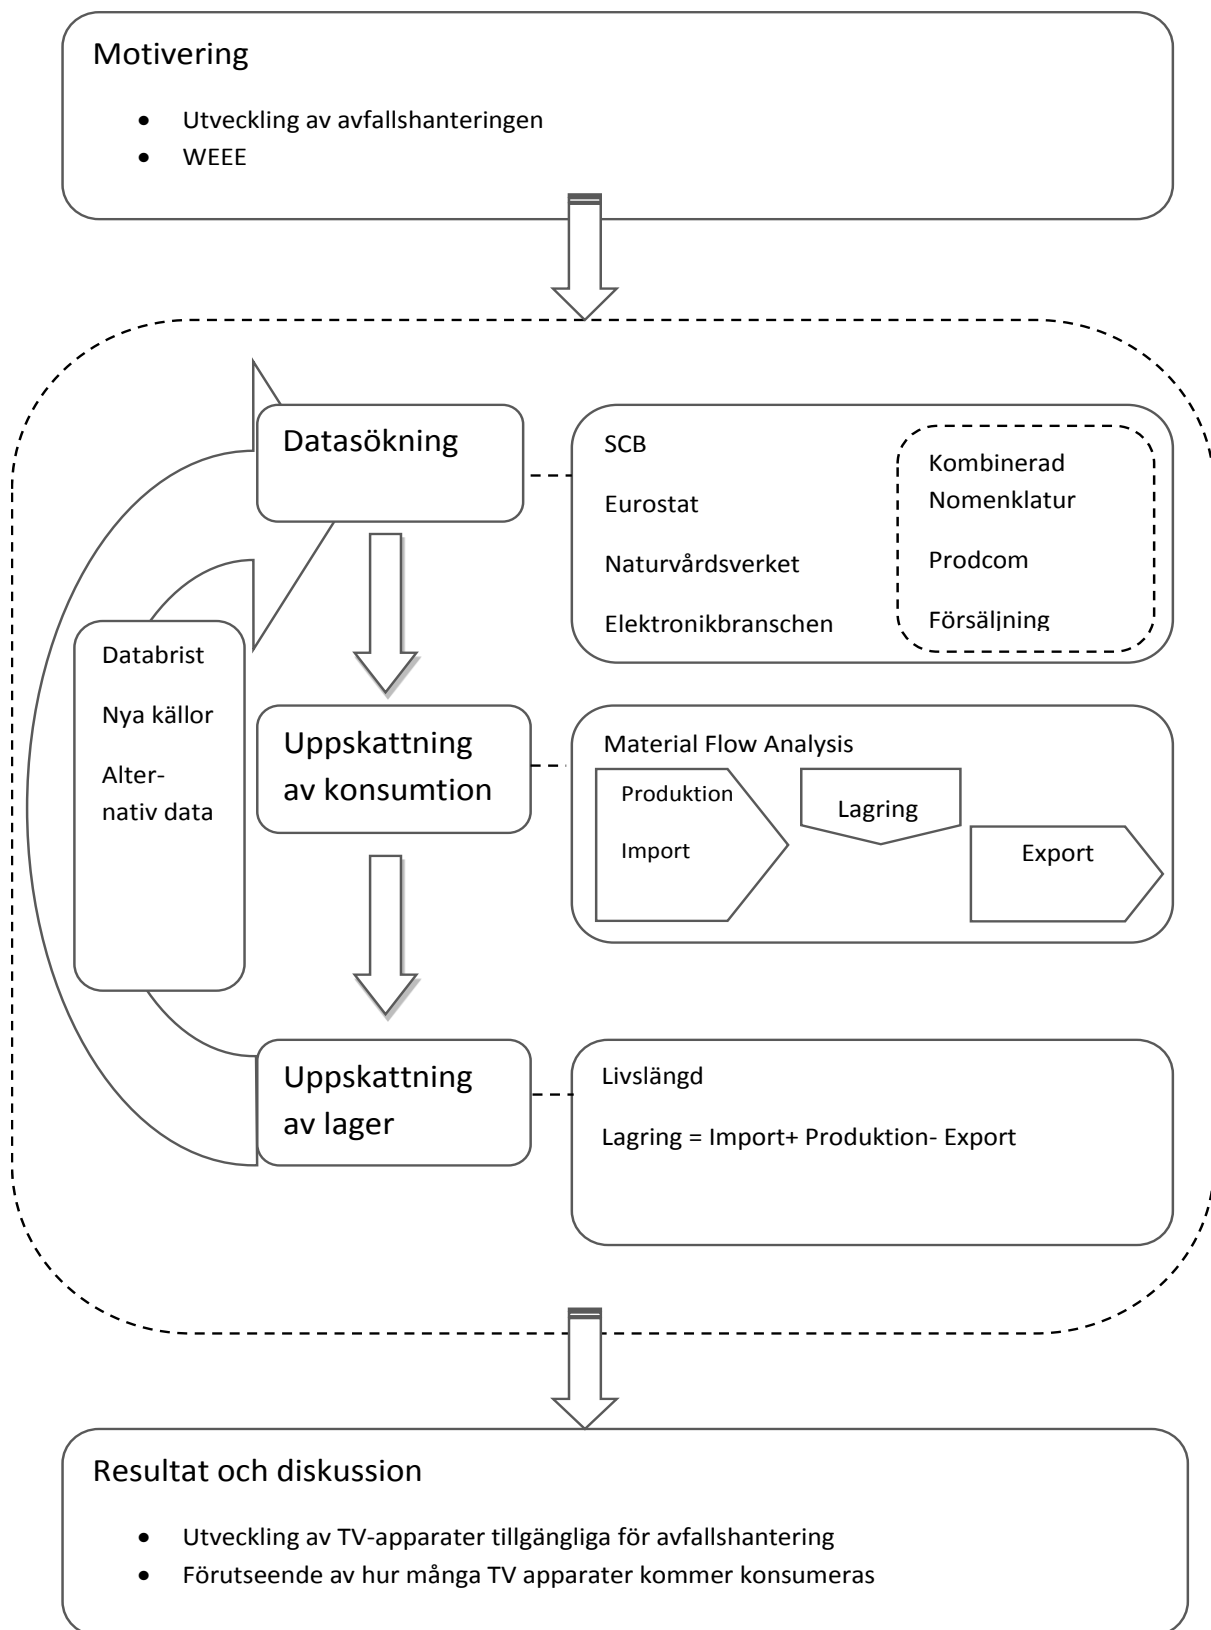 Motivering
• Utveckling av avfallshanteringen
• WEEE
Datasökning
SCB
Eurostat
Naturvårdsverket
Elektronikbranschen
Kombinerad
Nomenklatur
Prodcom
Försäljning
Databrist
Nya källor
Alter-
nativ data
Uppskattning
av konsumtion
Material Flow Analysis
Produktion
Import
Lagring
Export
Uppskattning
av lager
Livslängd
Lagring = Import+ Produktion- Export
Resultat och diskussion
• Utveckling av TV-apparater tillgängliga för avfallshantering
• Förutseende av hur många TV apparater kommer konsumeras